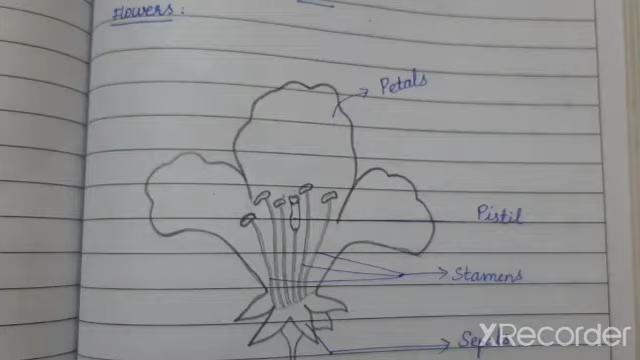 Flowers:
Petals
Pistil
Stamens
Sepals
XRecorder